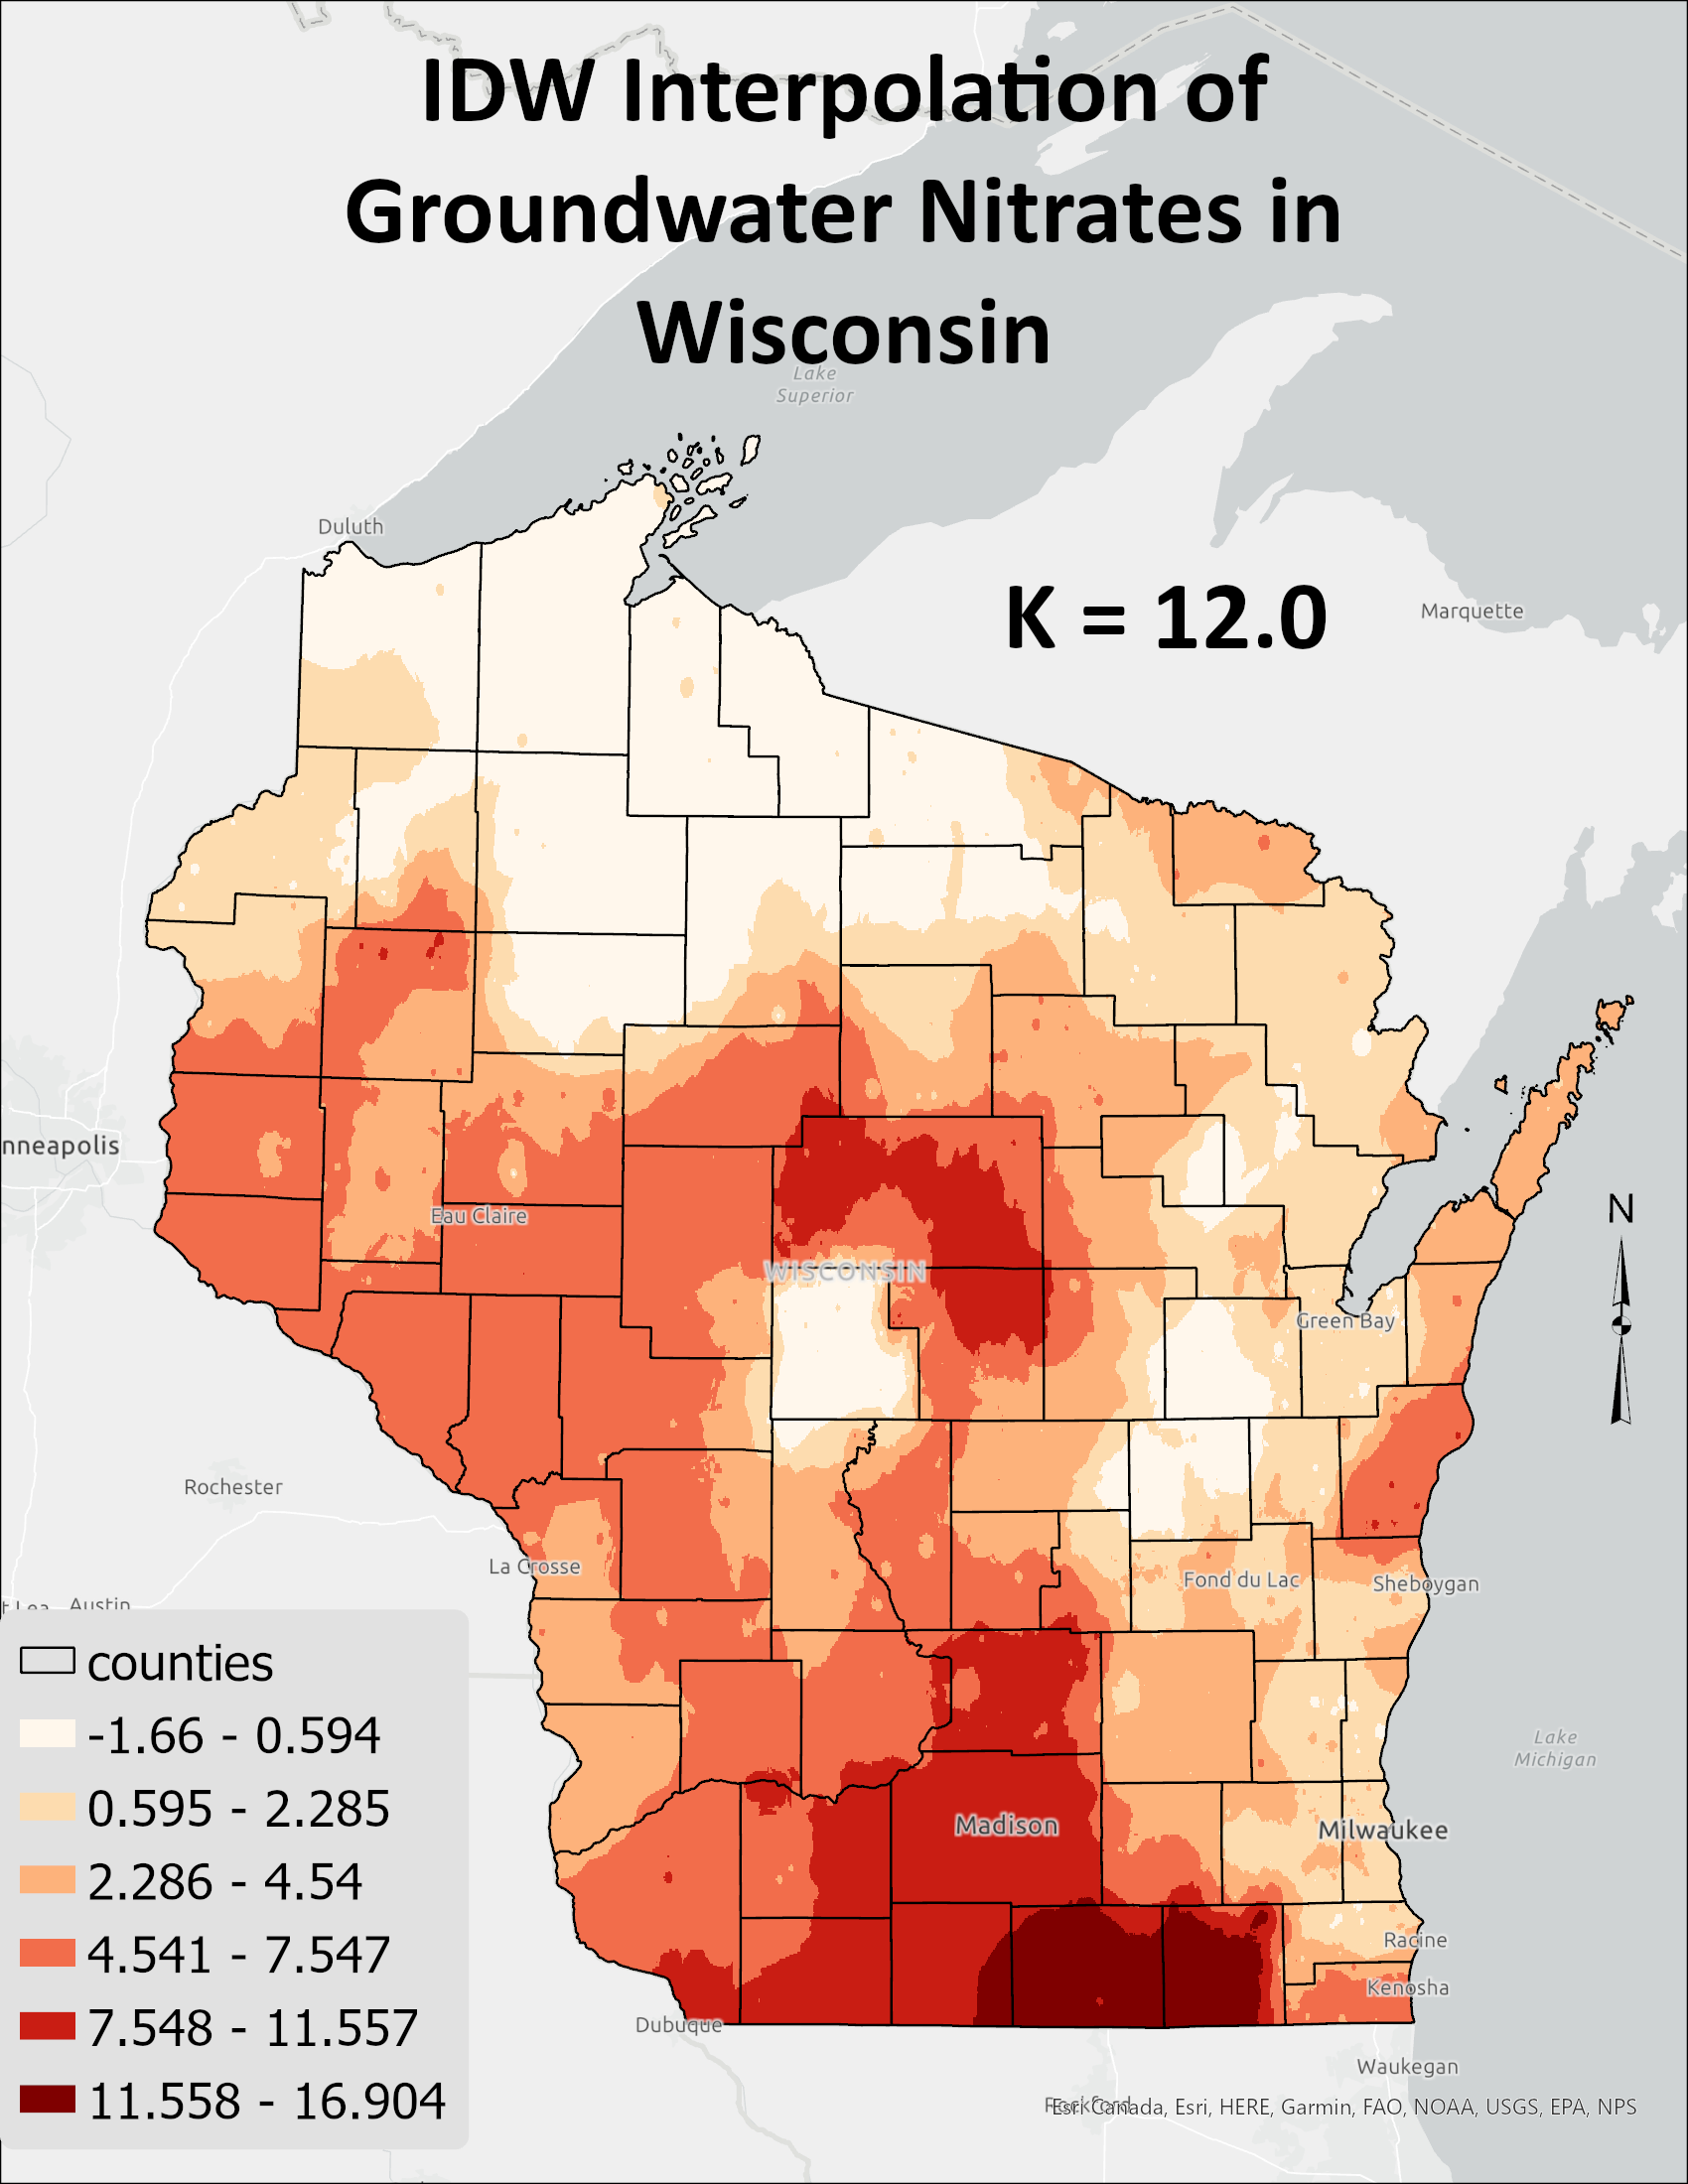 IDW Interpolation of
Groundwater Nitrates in
Wisconsin
Lake
Superior
Duluth
K = 12.0
Marquette
nneapolis
N
Eau Claire
WISCONSIN
Green Bay
Rochester
La Crosse
Fond du Lac
Sheboygan
t Lea
Austin
counties
-1.66 - 0.594
0.595 - 2.285
2.286 - 4.54
4.541 - 7.547
7.548 - 11.557
11.558 - 16.904
Lake
Michigan
Madison
Milwaukee
Racine
Kenosha
Dubuque
Waukegan
Rockford
Esri Canada, Esri, HERE, Garmin, FAO, NOAA, USGS, EPA, NPS